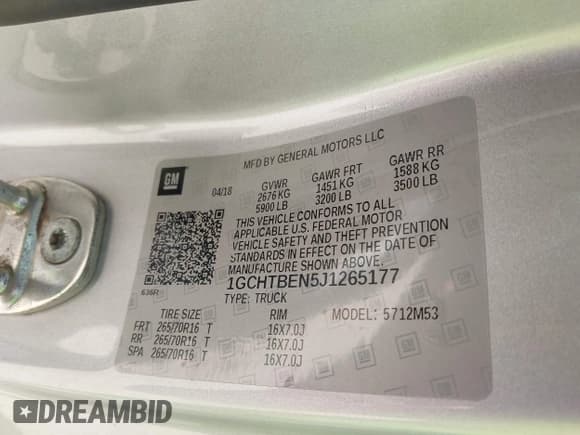 MFD BY GENERAL MOTORS LLC
GM
04/18 GVWR GAWR FRT GAWR RR
2676 KG 1451 KG 1588 KG
5900 LB 3200 LB 3500 LB
THIS VEHICLE CONFORMS TO ALL
APPLICABLE U.S. FEDERAL MOTOR
VEHICLE SAFETY AND THEFT PREVENTION
STANDARDS IN EFFECT ON THE DATE OF
MANUFACTURE SHOWN ABOVE.
1GCHTBEN5J1265177
636R
TYPE: TRUCK
MODEL: 5712M53
TIRE SIZE RIM
FRT 265/70R16 T 16X7.0J
RR 265/70R16 T 16X7.0J
SPA 265/70R16 T 16X7.0J
DREAMBID